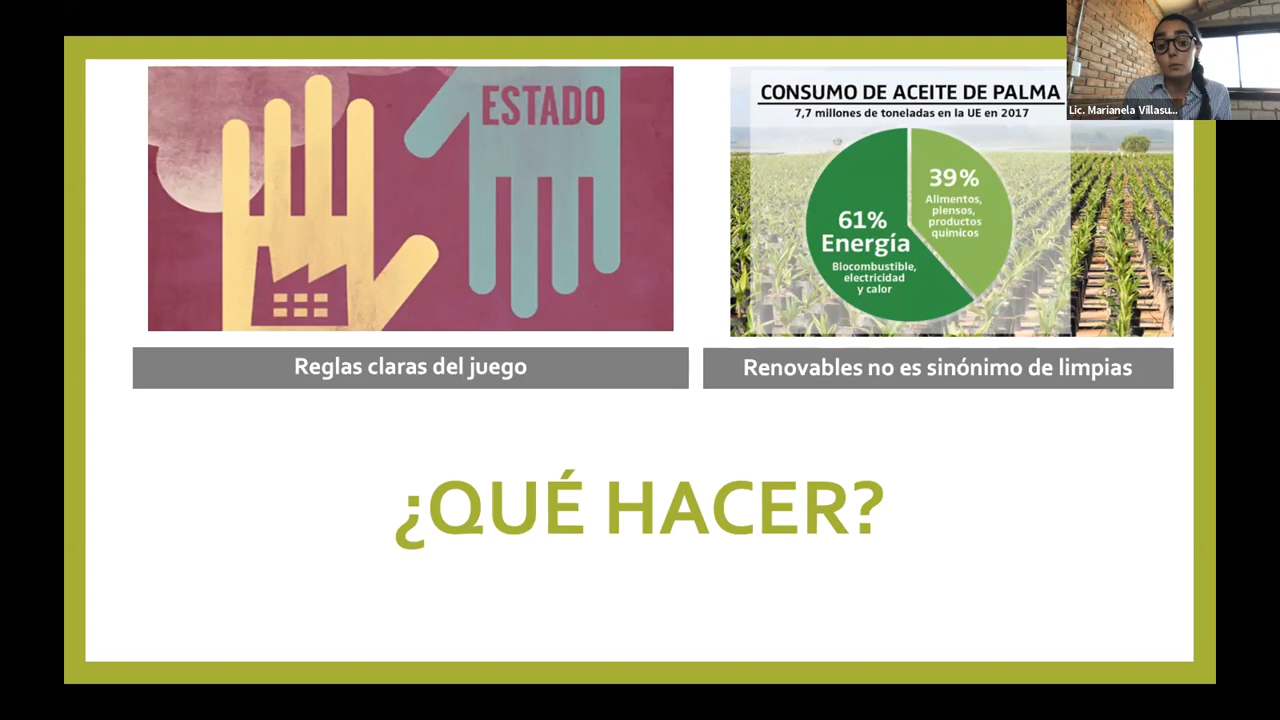 ESTADO
CONSUMO DE ACEITE DE PALMA
7,7 millones de toneladas en la UE en 2017
39%
Alimentos,
piensos,
productos
quimicos
61%
Energía
Biocombustible,
electricidad
y calor
Lic. Marianela Villasu...
Reglas claras del juego
Renovables no es sinónimo de limpias
¿QUÉ HACER?